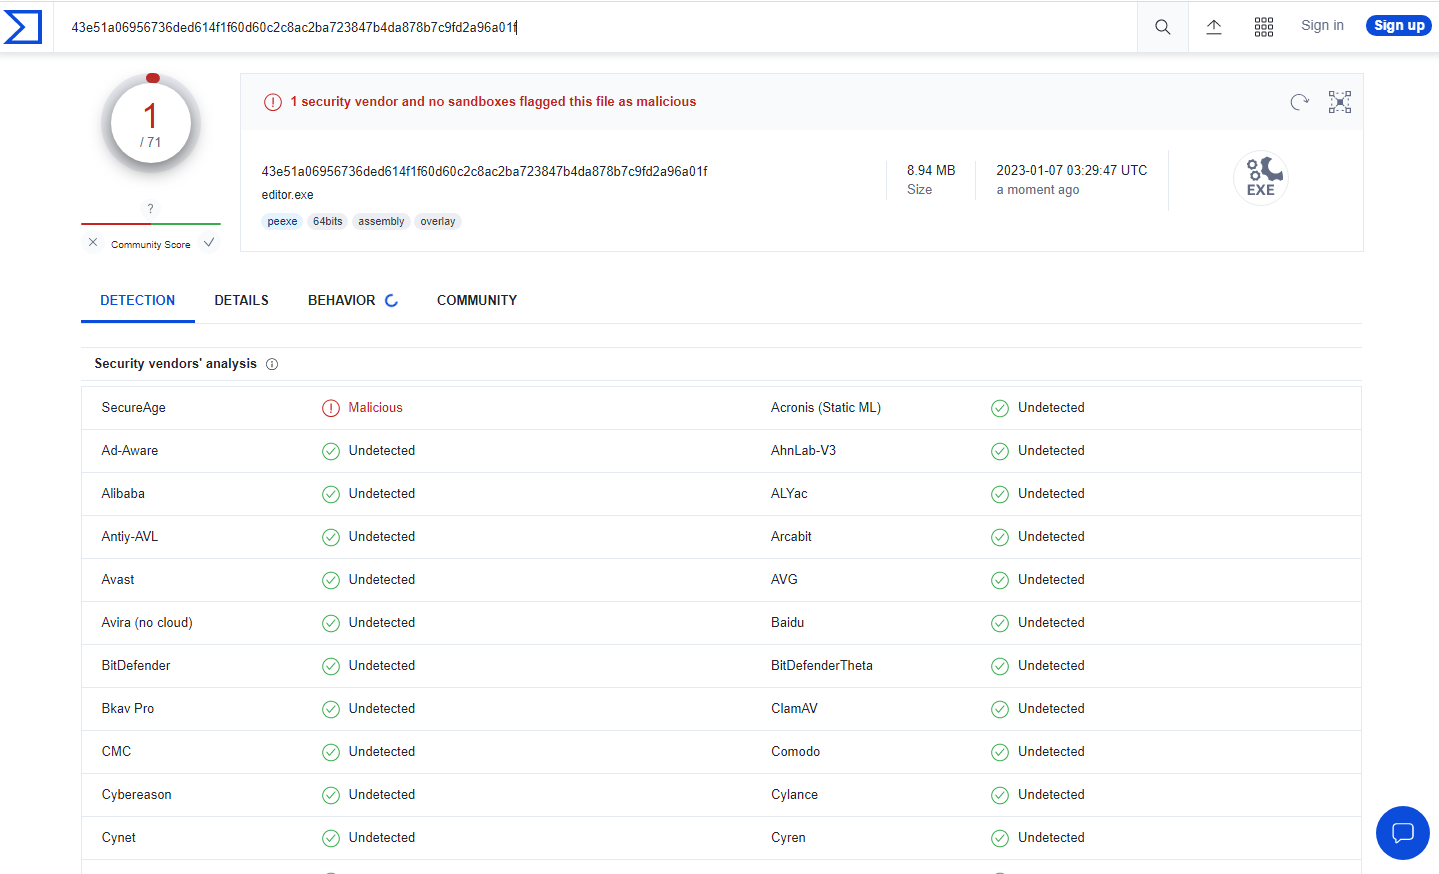 43e51a06956736ded614f1f60d60c2c8ac2ba723847b4da878b7c9fd2a96a01f
Sign in
Sign up
1
/ 71
?
Community Score
1 security vendor and no sandboxes flagged this file as malicious
43e51a06956736ded614f1f60d60c2c8ac2ba723847b4da878b7c9fd2a96a01f
editor.exe
peexe 64bits assembly overlay
8.94 MB
Size
2023-01-07 03:29:47 UTC
a moment ago
EXE
DETECTION DETAILS BEHAVIOR COMMUNITY
Security vendors' analysis
SecureAge Malicious Acronis (Static ML) Undetected
Ad-Aware Undetected AhnLab-V3 Undetected
Alibaba Undetected ALYac Undetected
Antiy-AVL Undetected Arcabit Undetected
Avast Undetected AVG Undetected
Avira (no cloud) Undetected Baidu Undetected
BitDefender Undetected BitDefenderTheta Undetected
Bkav Pro Undetected ClamAV Undetected
CMC Undetected Comodo Undetected
Cybereason Undetected Cylance Undetected
Cynet Undetected Cyren Undetected